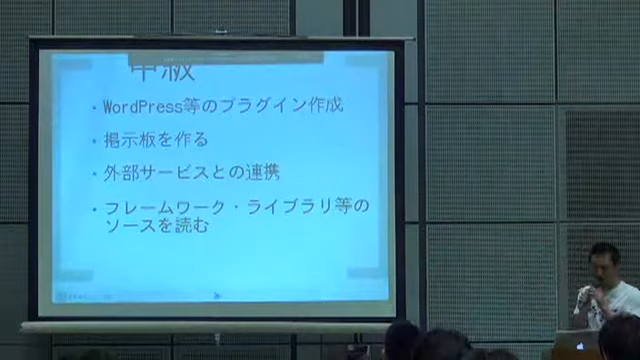 中級
・WordPress等のプラグイン作成
・掲示板を作る
・外部サービスとの連携
・フレームワーク・ライブラリ等の
ソースを読む